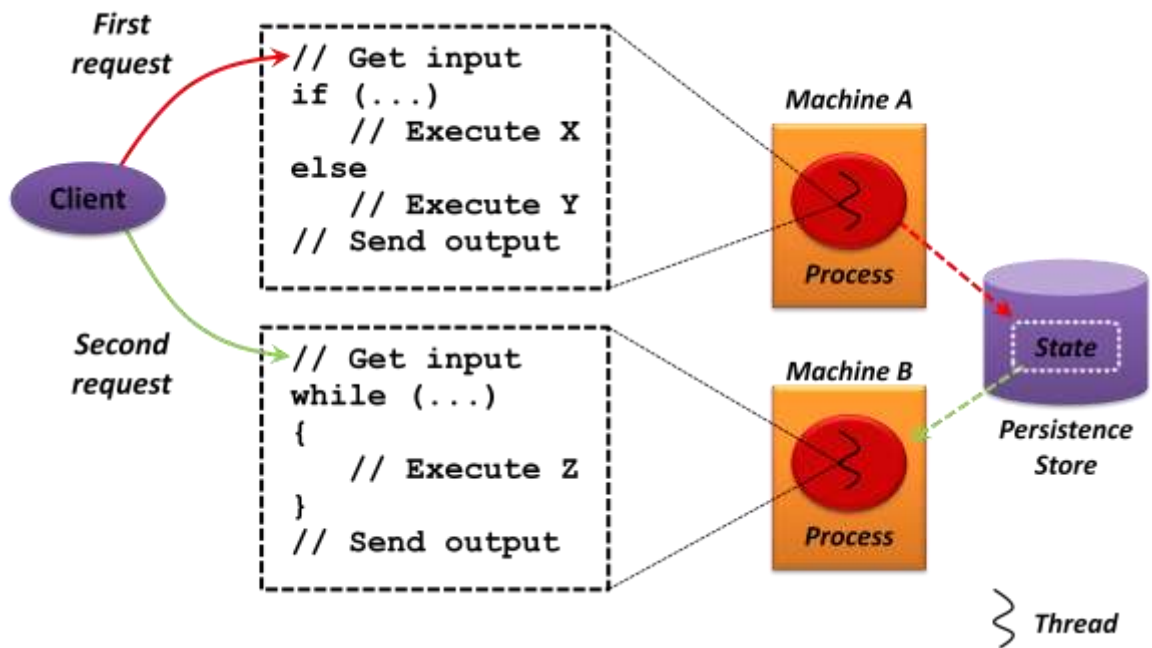 First
request
// Get input
if (...)
   // Execute X
else
   // Execute Y
// Send output
Client
Machine A
Process
State
Persistence
Store
Second
request
// Get input
while (...)
{
   // Execute Z
}
// Send output
Machine B
Process
Thread